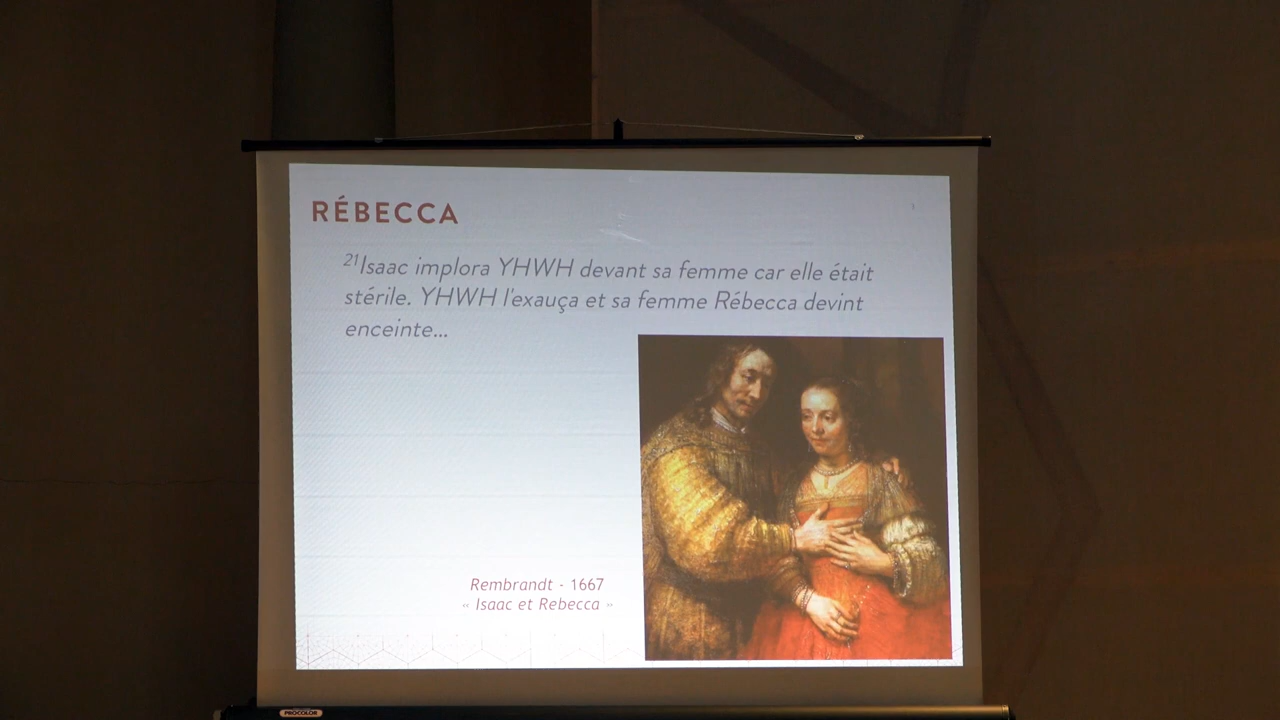 RÉBECCA
²¹Isaac implora YHWH devant sa femme car elle était
stérile. YHWH l'exauça et sa femme Rébecca devint
enceinte...
Rembrandt - 1667
« Isaac et Rebecca »
PROCOLOR